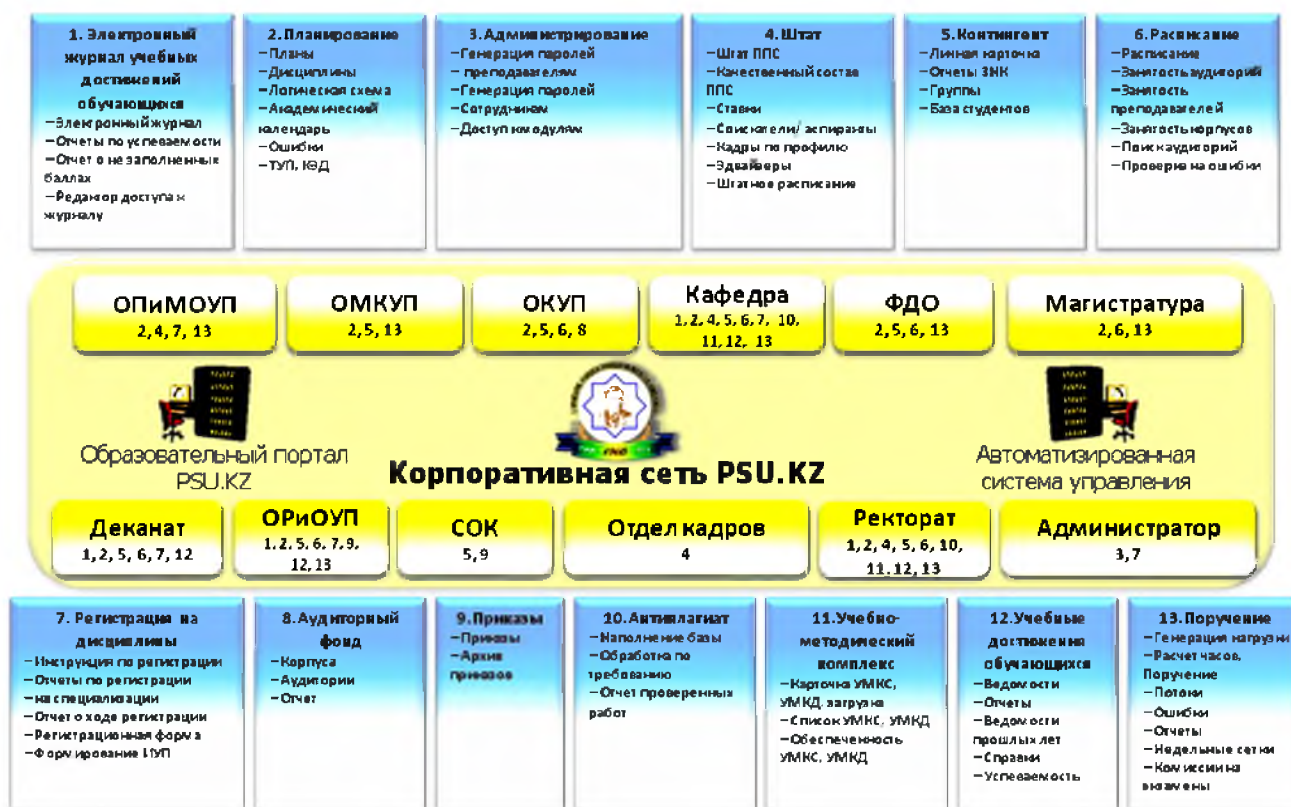 1. Электронный
журнал учебных
достижений
обучающихся
–Электронный журнал
–Отчеты по успеваемости
–Отчет о не заполненных
баллах
–Редактор доступа к
журналу
2.Планирование
–Планы
–Дисциплины
–Логическая схема
–Академический
календарь
–Ошибки
–ТУП, КЭД
3.Администрирование
–Генерация паролей
– преподавателям
–Генерация паролей
–Сотрудникам
–Доступ к модулям
4.Штат
–Штат ППС
–Качественный состав
ППС
–Ставки
–Соискатели/ аспиранты
–Кадры по профилю
–Эдвайзеры
–Штатное расписание
5.Контингент
–Личная карточка
–Отчеты ЗНК
–Группы
–База студентов
6.Расписание
–Расписание
–Занятость аудиторий
–Занятость
преподавателей
–Занятость корпусов
–Поиск аудиторий
–Проверка на ошибки
ОПиМОУП
2,4,7, 13
ОМКУП
2,5,13
ОКУП
2,5,6,8
Кафедра
1,2,4,5,6,7, 10,
11,12, 13
ФДО
2,5,6,13
Магистратура
2,6,13
Образовательный портал
PSU.KZ
Корпоративная сеть PSU.KZ
Автоматизированная
система управления
Деканат
1,2,5,6,7,12
ОРиОУП
1,2,5,6,7,9,
12,13
СОК
5,9
Отдел кадров
4
Ректорат
1,2,4,5,6,10,
11.12,13
Администратор
3,7
7. Регистрация на
дисциплины
–Инструкция по регистрации
–Отчеты по регистрации
–на специализации
–Отчет о ходе регистрации
–Регистрационная форма
–Формирование ИУП
8.Аудиторный
фонд
–Корпуса
–Аудитории
–Отчет
9.Приказы
–Приказы
–Архив
приказов
10.Антиплагиат
–Наполнение базы
–Обработка по
требованию
–Отчет проверенных
работ
11.Учебно-
методический
комплекс
–Карточка УМКС,
УМКД, загрузка
–Список УМКС, УМКД
–Обеспеченность
УМКС, УМКД
12.Учебные
достижения
обучающихся
–Ведомости
–Отчеты
–Ведомости
прошлых лет
–Справки
–Успеваемость
13.Поручение
–Генерация нагрузки
–Расчет часов,
Поручение
–Потоки
–Ошибки
–Отчеты
–Недельные сетки
–Комиссии на
экзамены